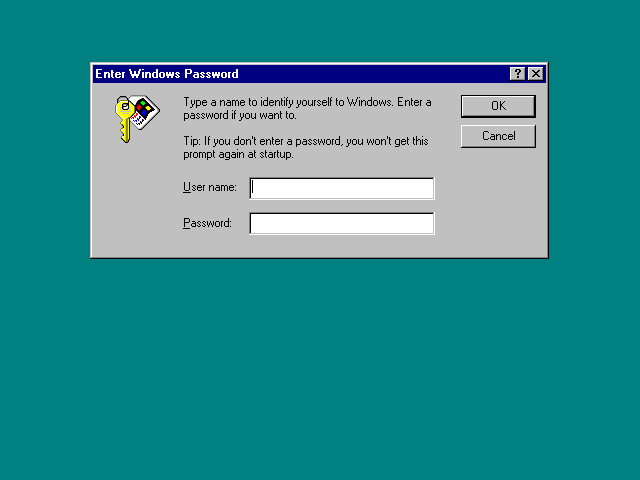 Enter Windows Password
Type a name to identify yourself to Windows. Enter a
password if you want to.
OK
Cancel
Tip: If you don't enter a password, you won't get this
prompt again at startup.
User name:
Password: